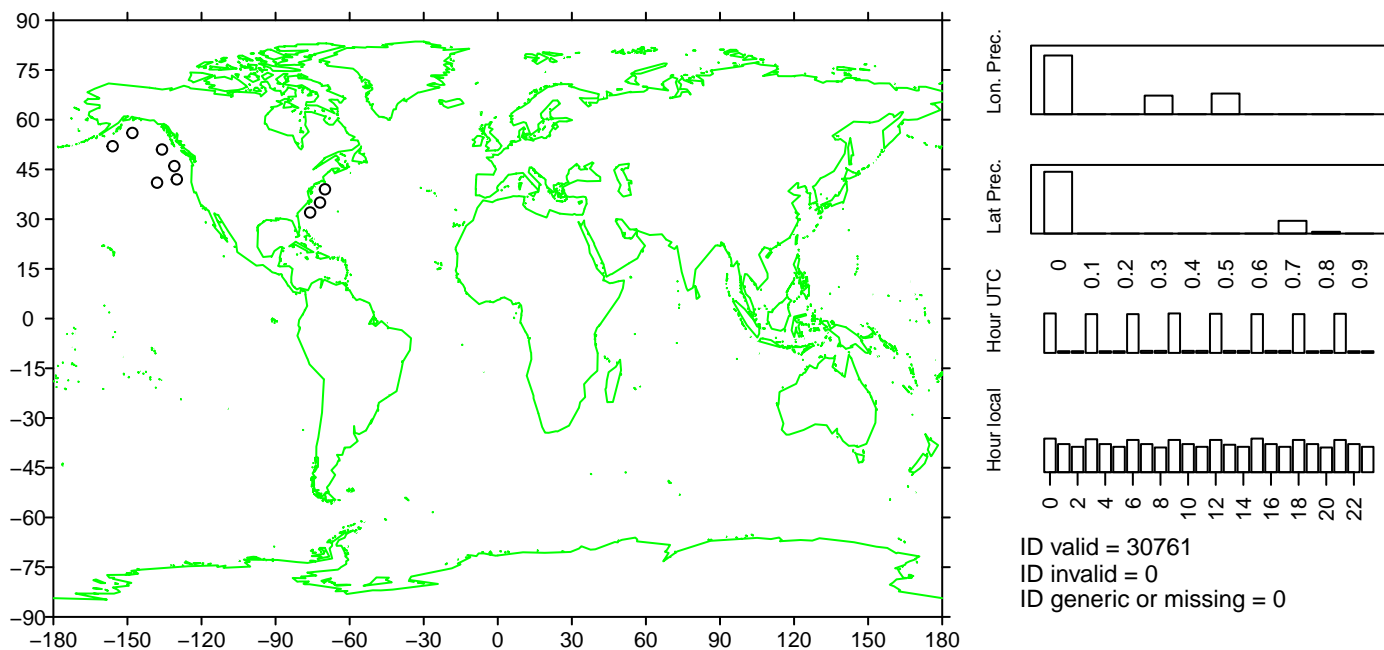 90
75
60
45
30
15
0
−15
−30
−45
−60
−75
−90
−180 −150 −120 −90 −60 −30 0 30 60 90 120 150 180
Lon. Prec.
Lat Prec.
0 0.1 0.2 0.3 0.4 0.5 0.6 0.7 0.8 0.9
Hour UTC
Hour local
0 2 4 6 8 10 12 14 16 18 20 22
ID valid = 30761
ID invalid = 0
ID generic or missing = 0